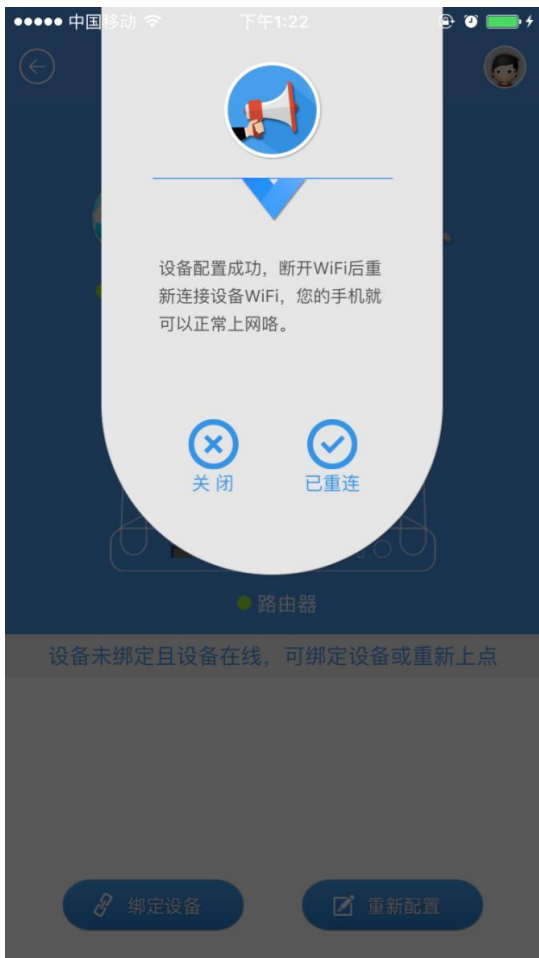 中国移动 下午1:22
设备配置成功，断开WiFi后重
新连接设备WiFi，您的手机就
可以正常上网咯。
关 闭 已重连
路由器
设备未绑定且设备在线，可绑定设备或重新上点
绑定设备 重新配置